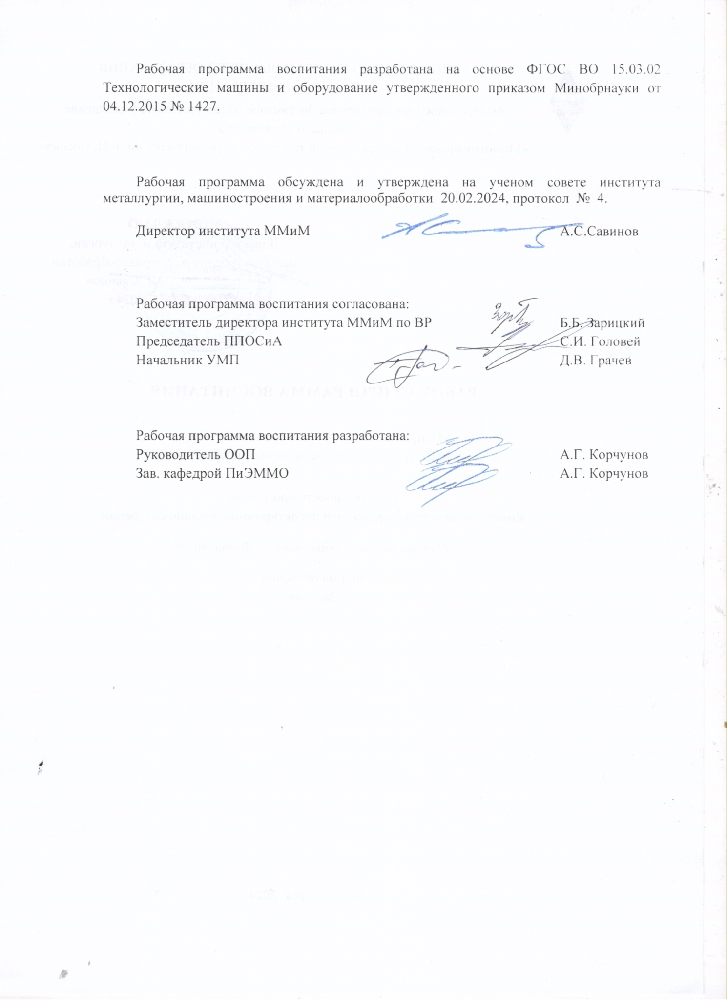 Рабочая программа воспитания разработана на основе ФГОС ВО 15.03.02
Технологические машины и оборудование утвержденного приказом Минобрнауки от
04.12.2015 № 1427.
Рабочая программа обсуждена и утверждена на ученом совете института
металлургии, машиностроения и материалообработки 20.02.2024, протокол № 4.
Директор института ММиМ А.С.Савинов
Рабочая программа воспитания согласована:
Заместитель директора института ММиМ по ВР Б.Б. Зарицкий
Председатель ППОСиА С.И. Головей
Начальник УМП Д.В. Грачев
Рабочая программа воспитания разработана:
Руководитель ООП А.Г. Корчунов
Зав. кафедрой ПиЭММО А.Г. Корчунов